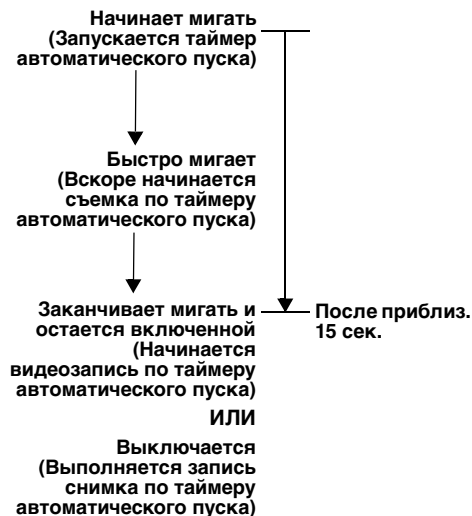 Начинает мигать
(Запускается таймер
автоматического пуска)
Быстро мигает
(Вскоре начинается
съемка по таймеру
автоматического пуска)
Заканчивает мигать и
остается включенной
(Начинается
видеозапись по таймеру
автоматического пуска)
После приблиз.
15 сек.
ИЛИ
Выключается
(Выполняется запись
снимка по таймеру
автоматического пуска)